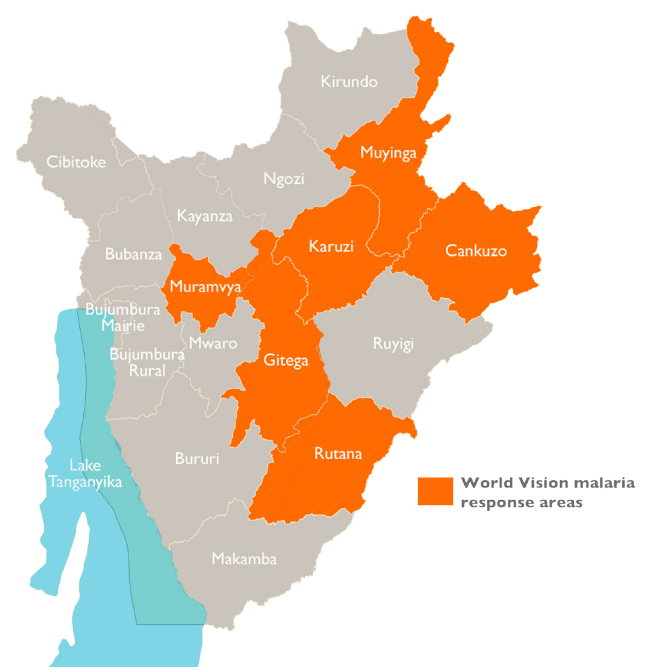 Kirundo
Muyinga
Cibitoke
Ngozi
Kayanza
Karuzi
Cankuzo
Bubanza
Muramvya
Bujumbura
Mairie
Mwaro
Ruyigi
Bujumbura
Rural
Gitega
Rutana
Bururi
Lake
Tanganyika
World Vision malaria
response areas
Makamba